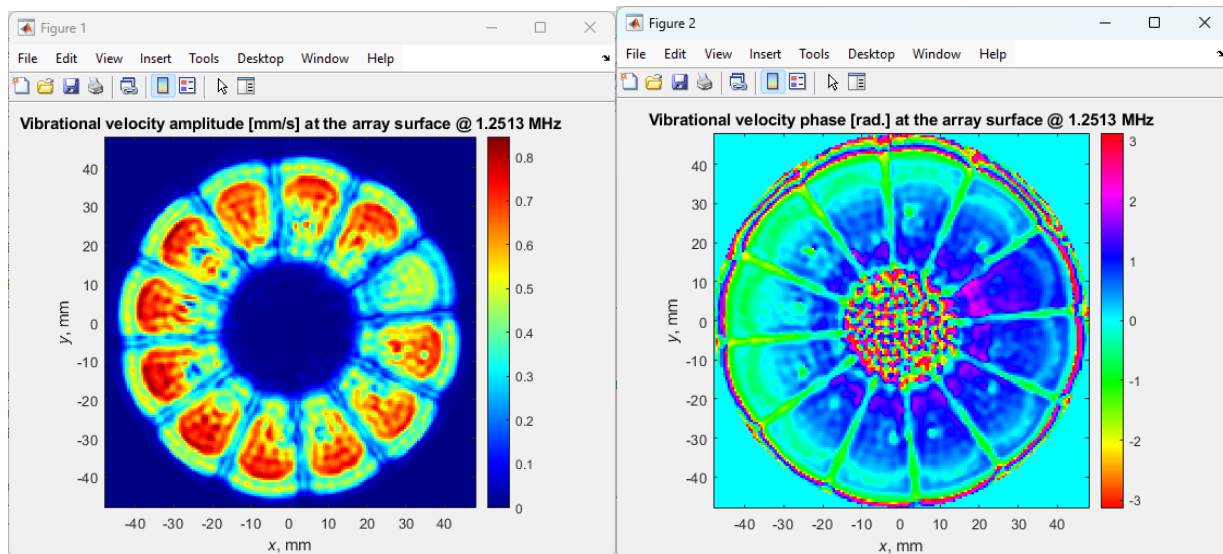 Figure 1
File Edit View Insert Tools Desktop Window Help
Vibrational velocity amplitude [mm/s] at the array surface @ 1.2513 MHz
40
30
20
10
0
-10
-20
-30
-40
y, mm
-40 -30 -20 -10 0 10 20 30 40
x, mm
0.8
0.7
0.6
0.5
0.4
0.3
0.2
0.1
0
Figure 2
File Edit View Insert Tools Desktop Window Help
Vibrational velocity phase [rad.] at the array surface @ 1.2513 MHz
40
30
20
10
0
-10
-20
-30
-40
y, mm
-40 -30 -20 -10 0 10 20 30 40
x, mm
3
2
1
0
-1
-2
-3